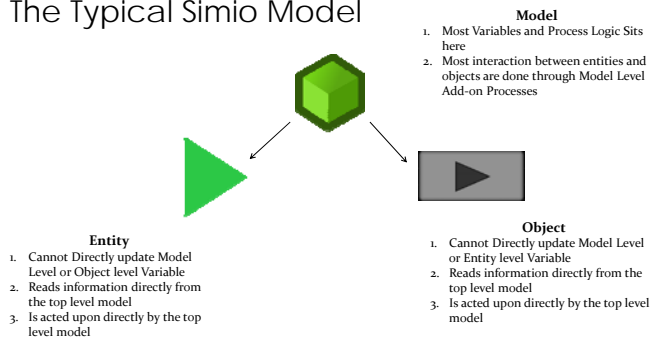 The Typical Simio Model
Model
1. Most Variables and Process Logic Sits
here
2. Most interaction between entities and
objects are done through Model Level
Add-on Processes
Entity
1. Cannot Directly update Model
Level or Object level Variable
2. Reads information directly from
the top level model
3. Is acted upon directly by the top
level model
Object
1. Cannot Directly update Model Level
or Entity level Variable
2. Reads information directly from the
top level model
3. Is acted upon directly by the top level
model